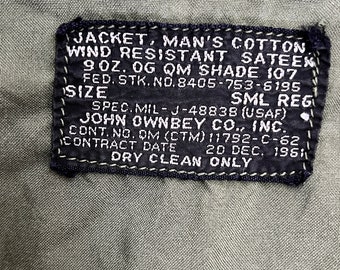 JACKET, MAN'S COTTON
WIND RESISTANT SATEEN
9 OZ. OG QM SHADE 107
FED. STK. NO. 8405-753-6195
SIZE SML REG
SPEC. MIL-J-48838 (USAF)
JOHN OWNBEY CO., INC.
CONT. NO. QM (CTM) 11792-C-62
CONTRACT DATE 20 DEC. 1961
DRY CLEAN ONLY